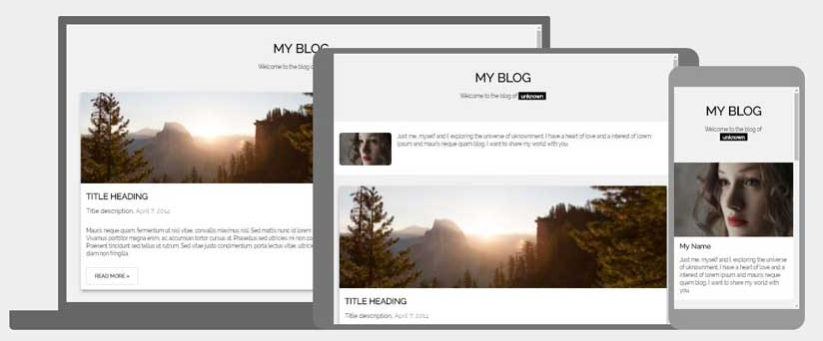 MY BLOG
Welcome to the blog of
TITLE HEADING
Title description, April 7, 2014
Mauris neque quam, fermentum ut nisl vitae, convallis maximus nisl. Sed mattis nunc id lorem
Vivamus porttitor magna enim, ac accumsan tortor cursus at. Phasellus sed ultricies mi non co
Praesent tincidunt sed tellus ut rutrum. Sed vitae justo condimentum, porta lectus vitae, ultric
diam non fringilla.
READ MORE »
MY BLOG
Welcome to the blog of unknown
Just me, myself and I, exploring the universe of uknownment. I have a heart of love and a interest of lorem
ipsum and mauris neque quam blog. I want to share my world with you.
TITLE HEADING
Title description, April 7, 2014
MY BLOG
Welcome to the blog of
unknown
My Name
Just me, myself and I, exploring the universe
of uknownment. I have a heart of love and a
interest of lorem ipsum and mauris neque
quam blog. I want to share my world with
you.